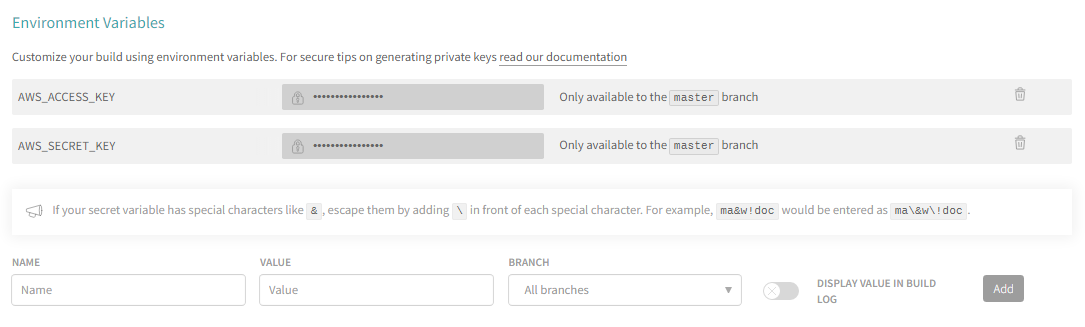 Environment Variables
Customize your build using environment variables. For secure tips on generating private keys read our documentation
AWS_ACCESS_KEY •••••••••••••••• Only available to the master branch
AWS_SECRET_KEY •••••••••••••••• Only available to the master branch
If your secret variable has special characters like & , escape them by adding \ in front of each special character. For example, ma&w!doc would be entered as ma\&w\!doc .
NAME VALUE BRANCH
Name Value All branches DISPLAY VALUE IN BUILD Add
LOG